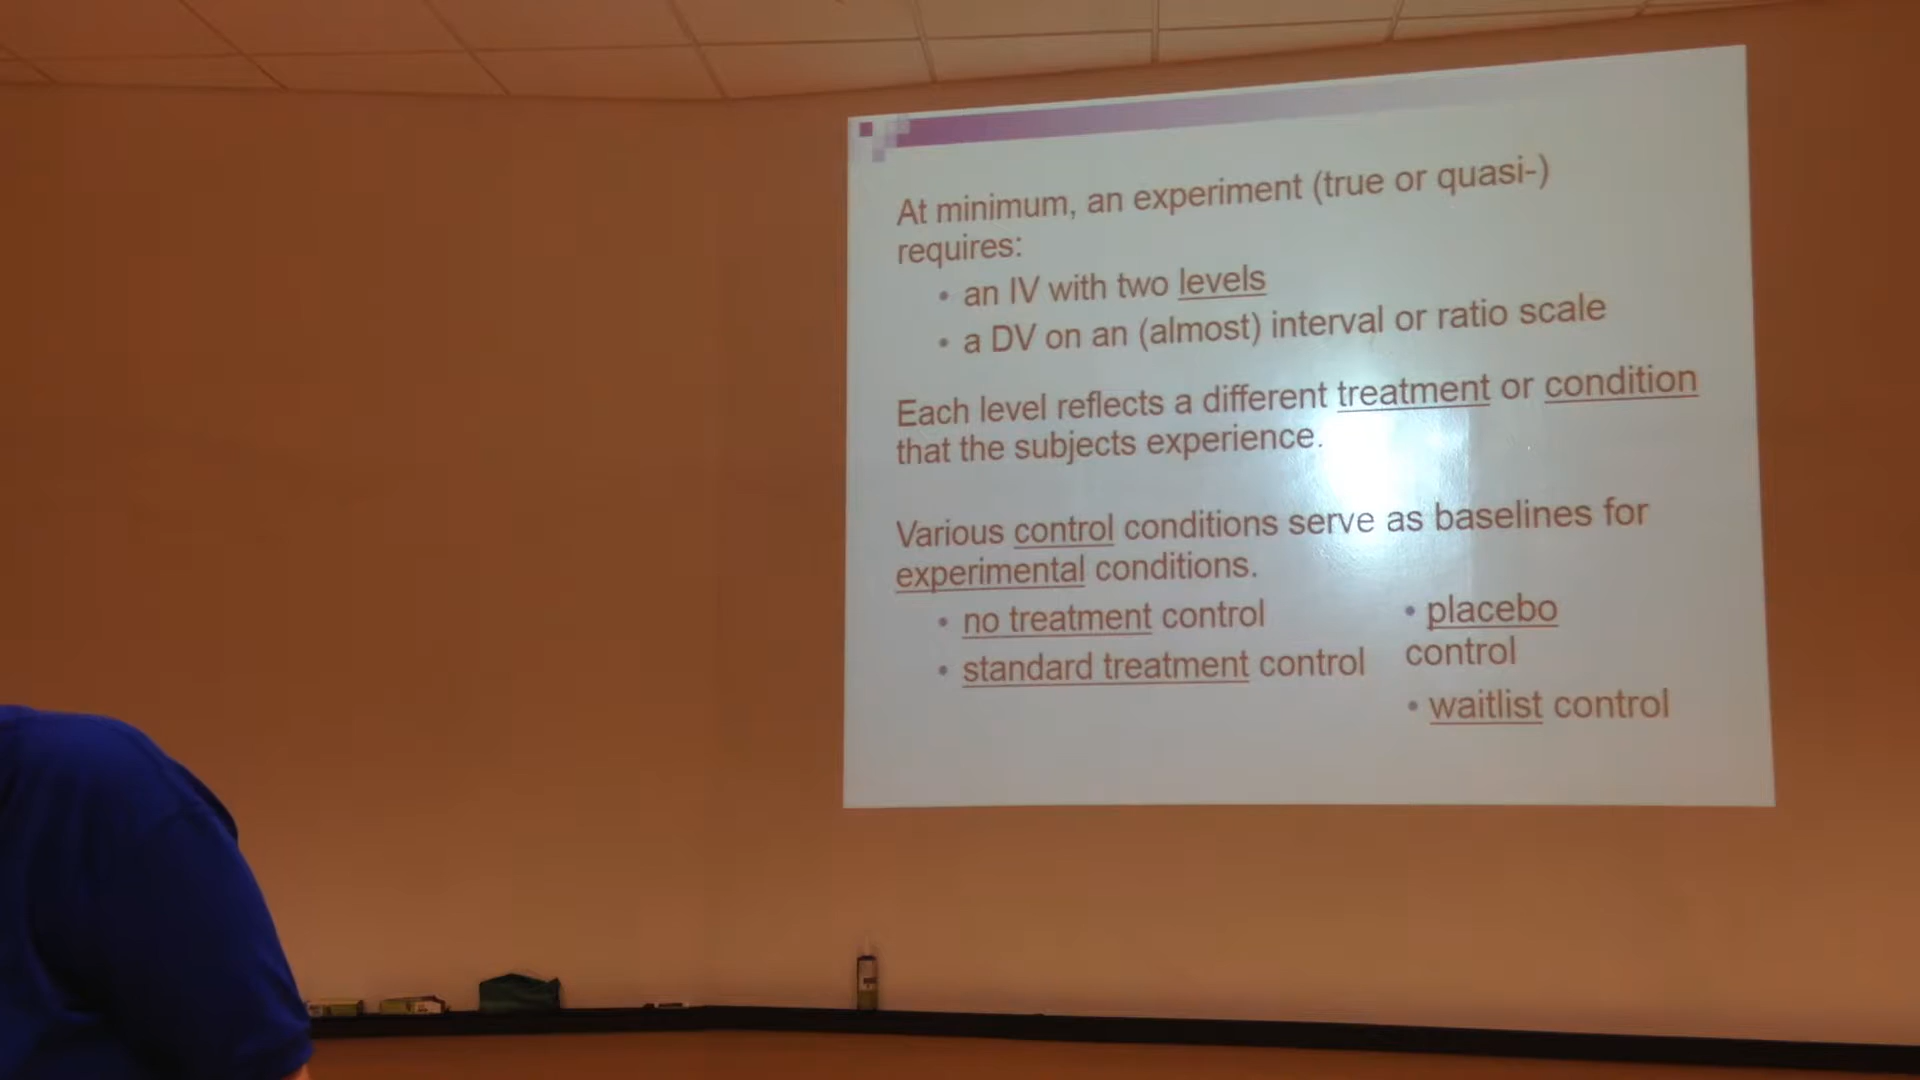 At minimum, an experiment (true or quasi-)
requires:
• an IV with two levels
• a DV on an (almost) interval or ratio scale
Each level reflects a different treatment or condition
that the subjects experience.
Various control conditions serve as baselines for
experimental conditions.
• no treatment control
• standard treatment control
• placebo
control
• waitlist control